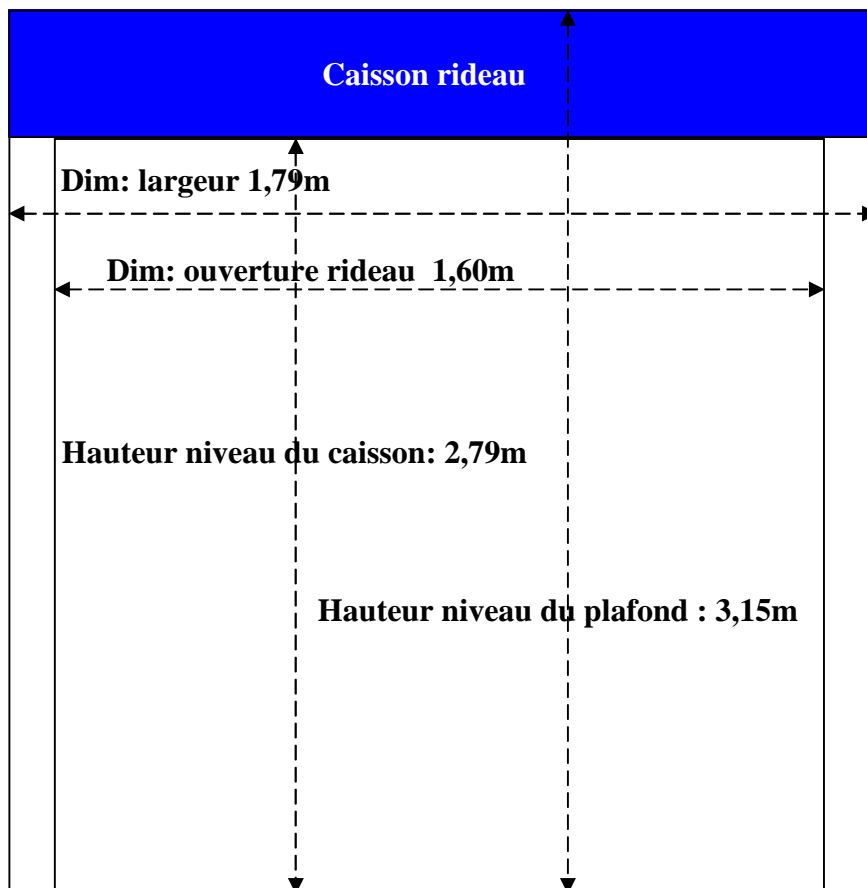 Caisson rideau
Dim: largeur 1,79m
Dim: ouverture rideau 1,60m
Hauteur niveau du caisson: 2,79m
Hauteur niveau du plafond : 3,15m